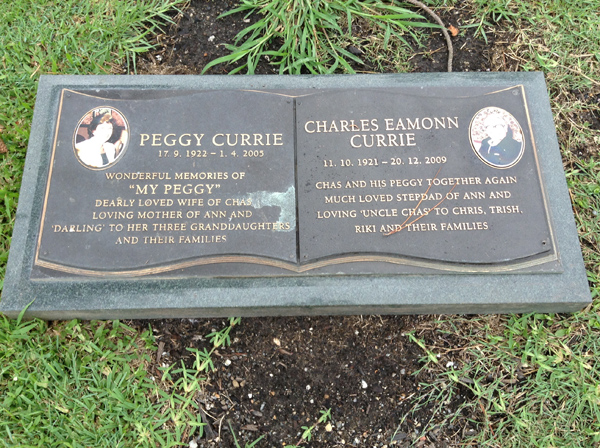 PEGGY CURRIE
17. 9. 1922 - 1. 4. 2005
WONDERFUL MEMORIES OF
"MY PEGGY"
DEARLY LOVED WIFE OF CHAS
LOVING MOTHER OF ANN AND
'DARLING' TO HER THREE GRANDDAUGHTERS
AND THEIR FAMILIES
CHARLES EAMONN
CURRIE
11. 10. 1921 - 20. 12. 2009
CHAS AND HIS PEGGY TOGETHER AGAIN
MUCH LOVED STEPDAD OF ANN AND
LOVING 'UNCLE CHAS' TO CHRIS, TRISH.
RIKI AND THEIR FAMILIES